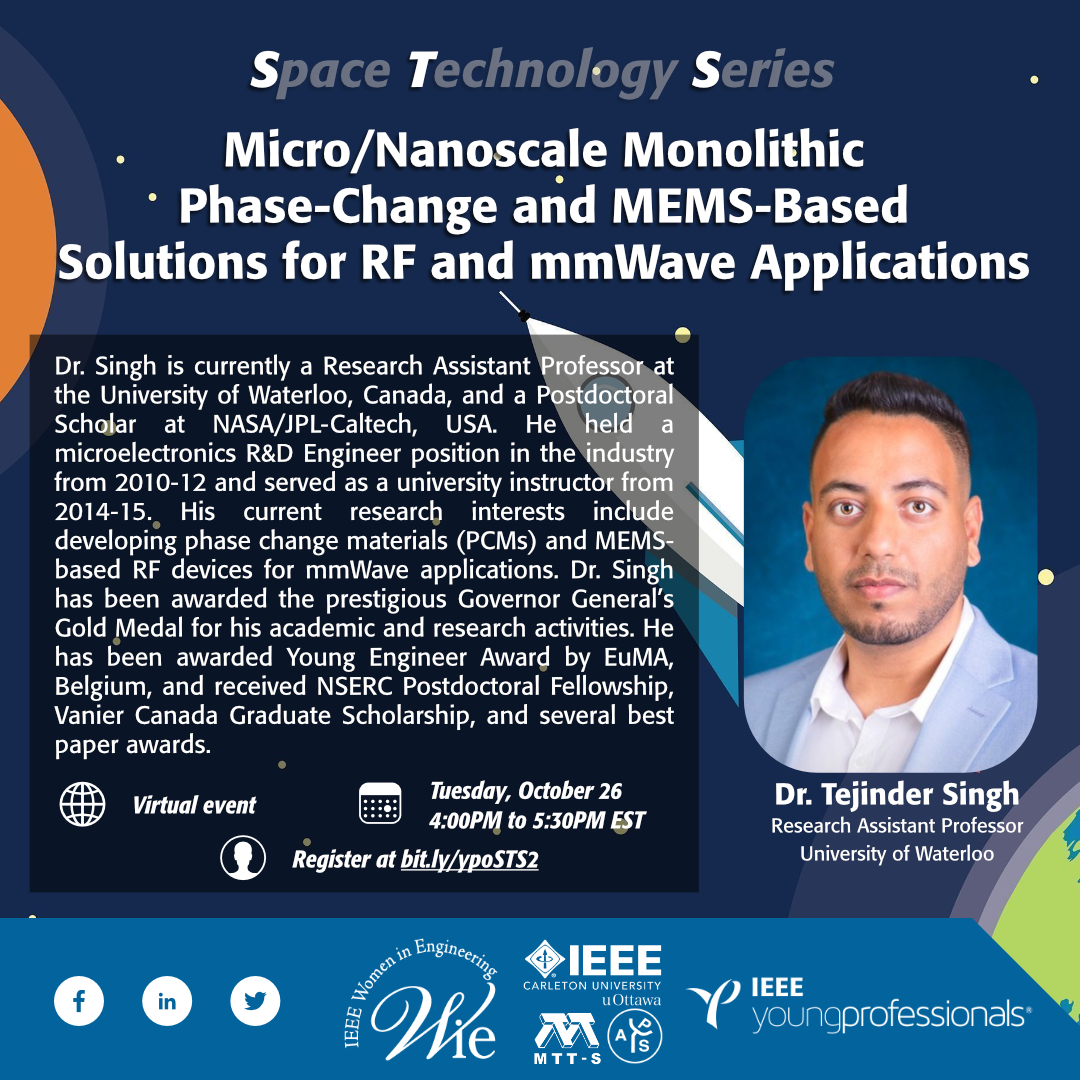 Space Technology Series
Micro/Nanoscale Monolithic
Phase-Change and MEMS-Based
Solutions for RF and mmWave Applications
Dr. Singh is currently a Research Assistant Professor at
the University of Waterloo, Canada, and a Postdoctoral
Scholar at NASA/JPL-Caltech, USA. He held a
microelectronics R&D Engineer position in the industry
from 2010-12 and served as a university instructor from
2014-15. His current research interests include
developing phase change materials (PCMs) and MEMS-
based RF devices for mmWave applications. Dr. Singh
has been awarded the prestigious Governor General's
Gold Medal for his academic and research activities. He
has been awarded Young Engineer Award by EuMA,
Belgium, and received NSERC Postdoctoral Fellowship,
Vanier Canada Graduate Scholarship, and several best
paper awards.
Virtual event
Tuesday, October 26
4:00PM to 5:30PM EST
Register at bit.ly/ypoSTS2
Dr. Tejinder Singh
Research Assistant Professor
University of Waterloo
f
in
IEEE Women in Engineering
Wie
IEEE
CARLETON UNIVERSITY
uOttawa
MTT-S
APS
IEEE
youngprofessionals®